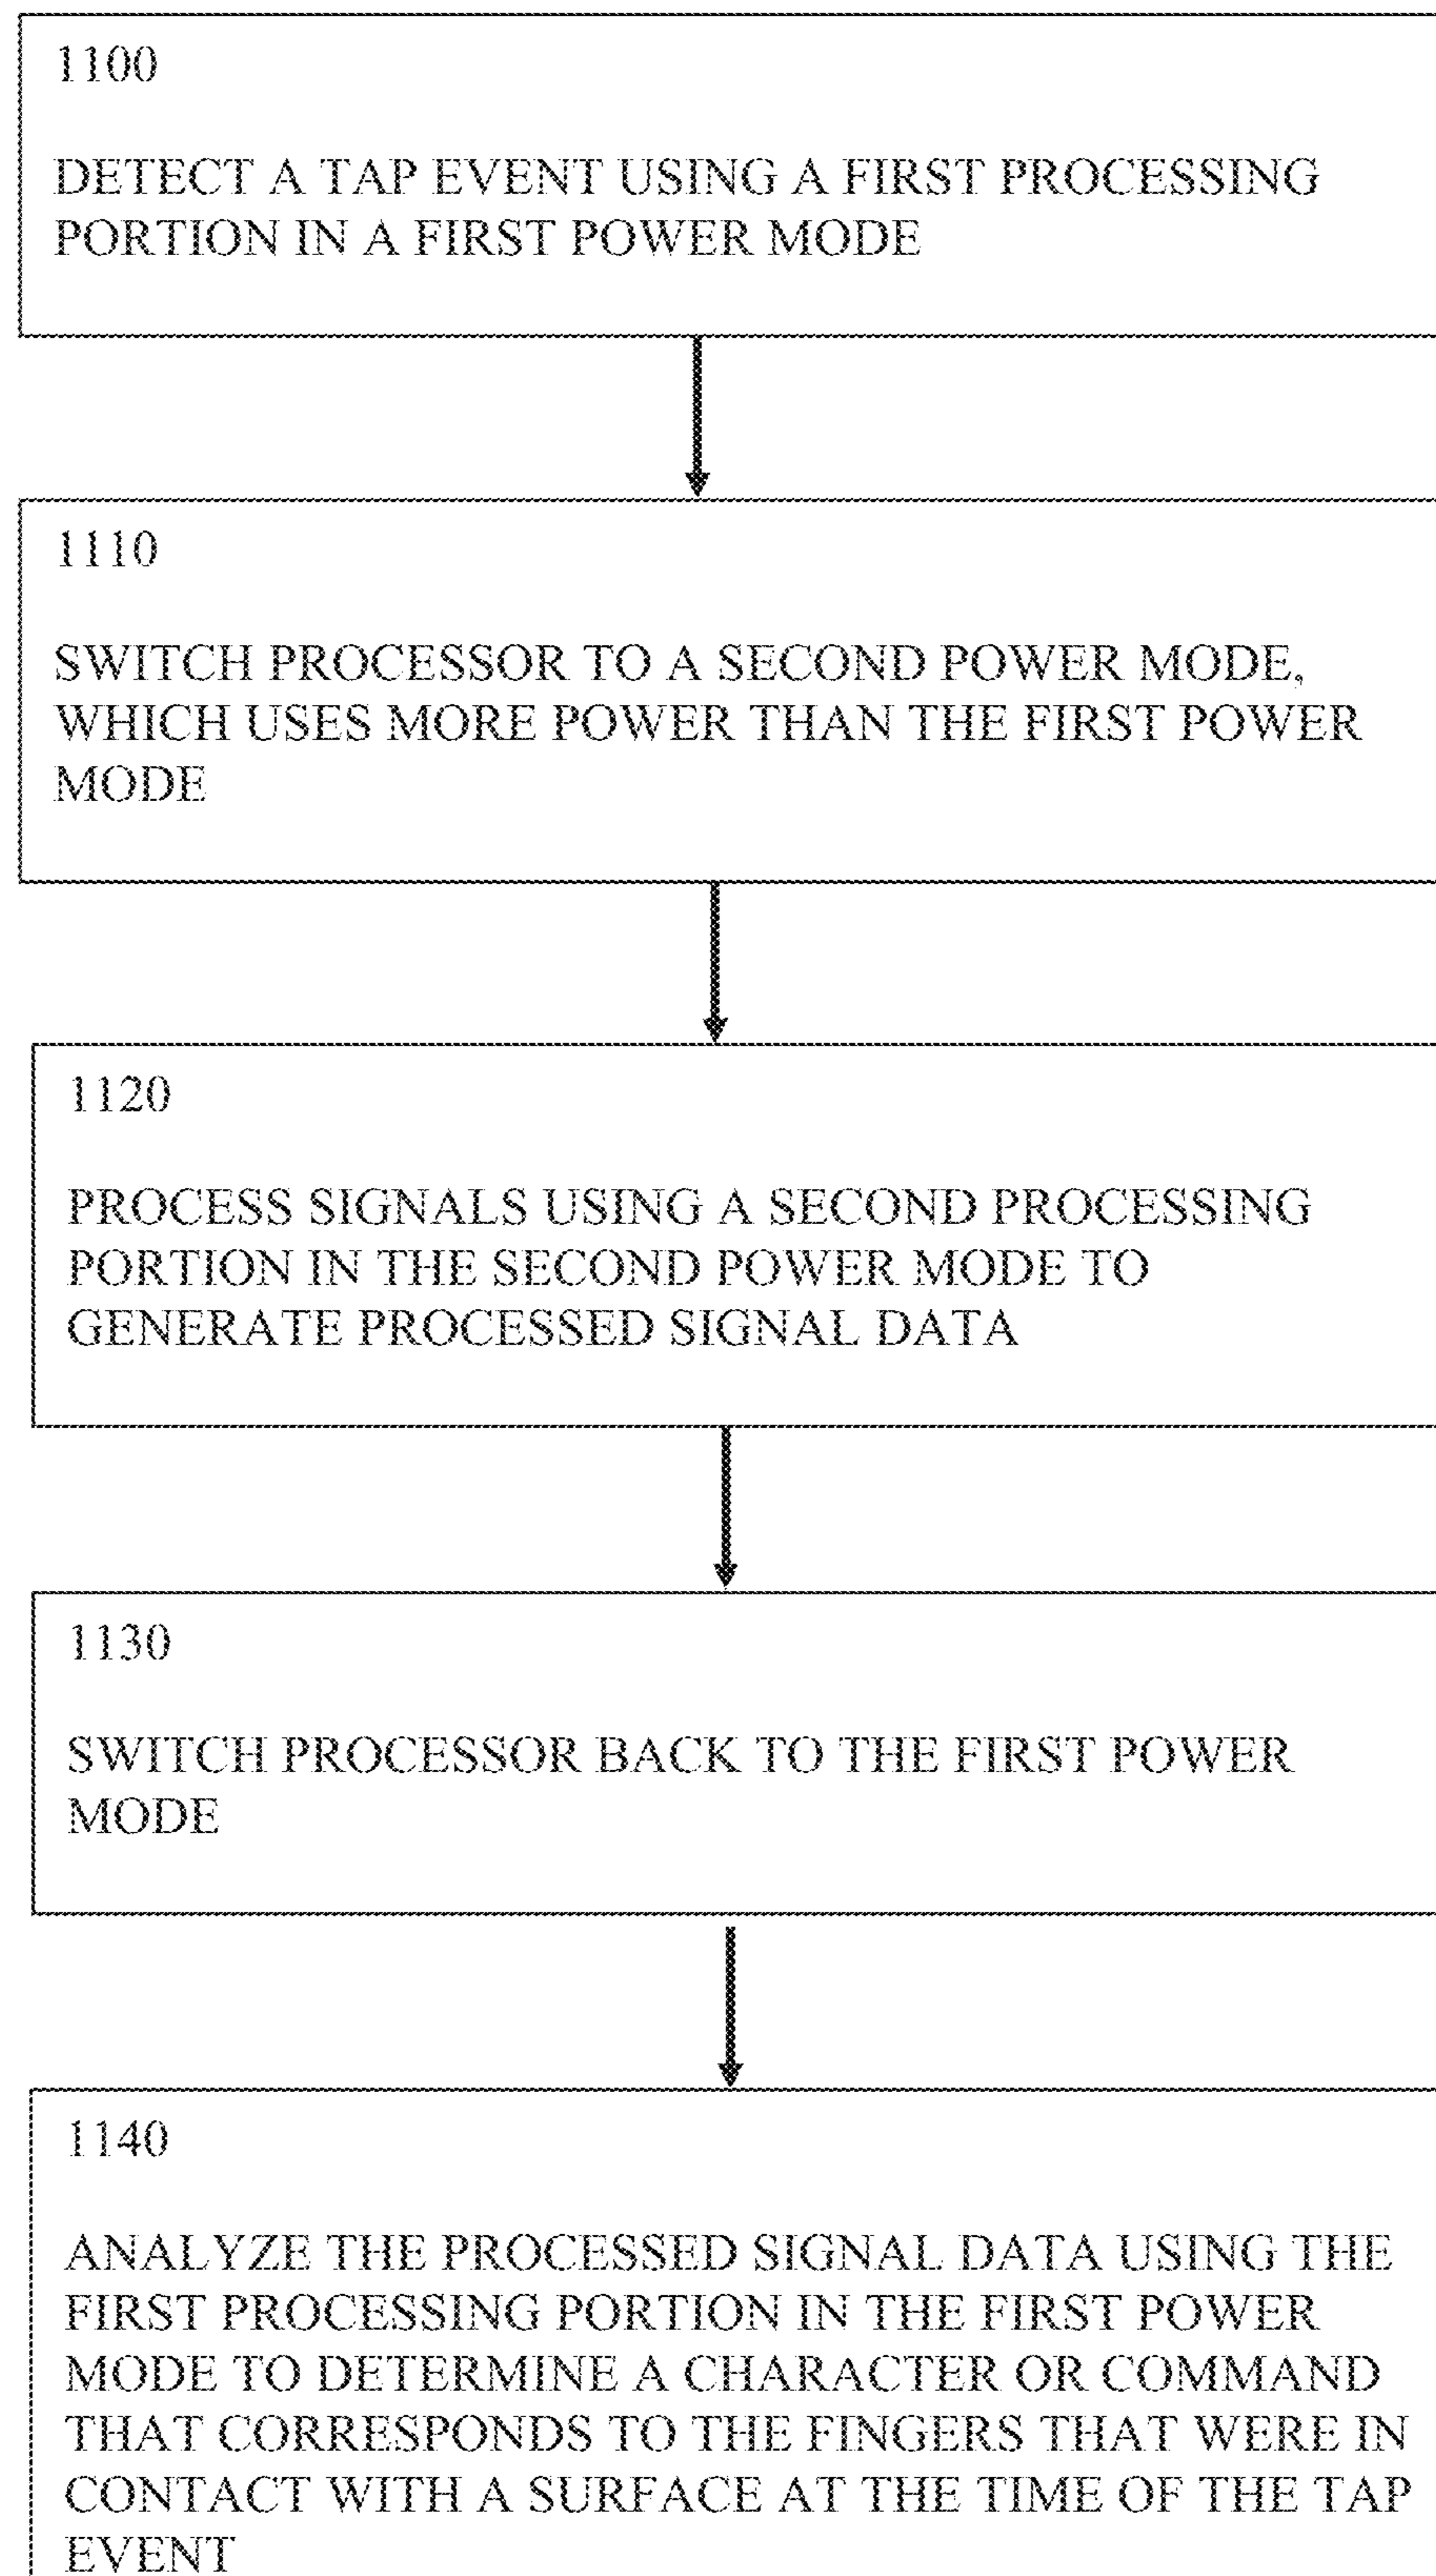 1100
DETECT A TAP EVENT USING A FIRST PROCESSING
PORTION IN A FIRST POWER MODE
1110
SWITCH PROCESSOR TO A SECOND POWER MODE,
WHICH USES MORE POWER THAN THE FIRST POWER
MODE
1120
PROCESS SIGNALS USING A SECOND PROCESSING
PORTION IN THE SECOND POWER MODE TO
GENERATE PROCESSED SIGNAL DATA
1130
SWITCH PROCESSOR BACK TO THE FIRST POWER
MODE
1140
ANALYZE THE PROCESSED SIGNAL DATA USING THE
FIRST PROCESSING PORTION IN THE FIRST POWER
MODE TO DETERMINE A CHARACTER OR COMMAND
THAT CORRESPONDS TO THE FINGERS THAT WERE IN
CONTACT WITH A SURFACE AT THE TIME OF THE TAP
EVENT